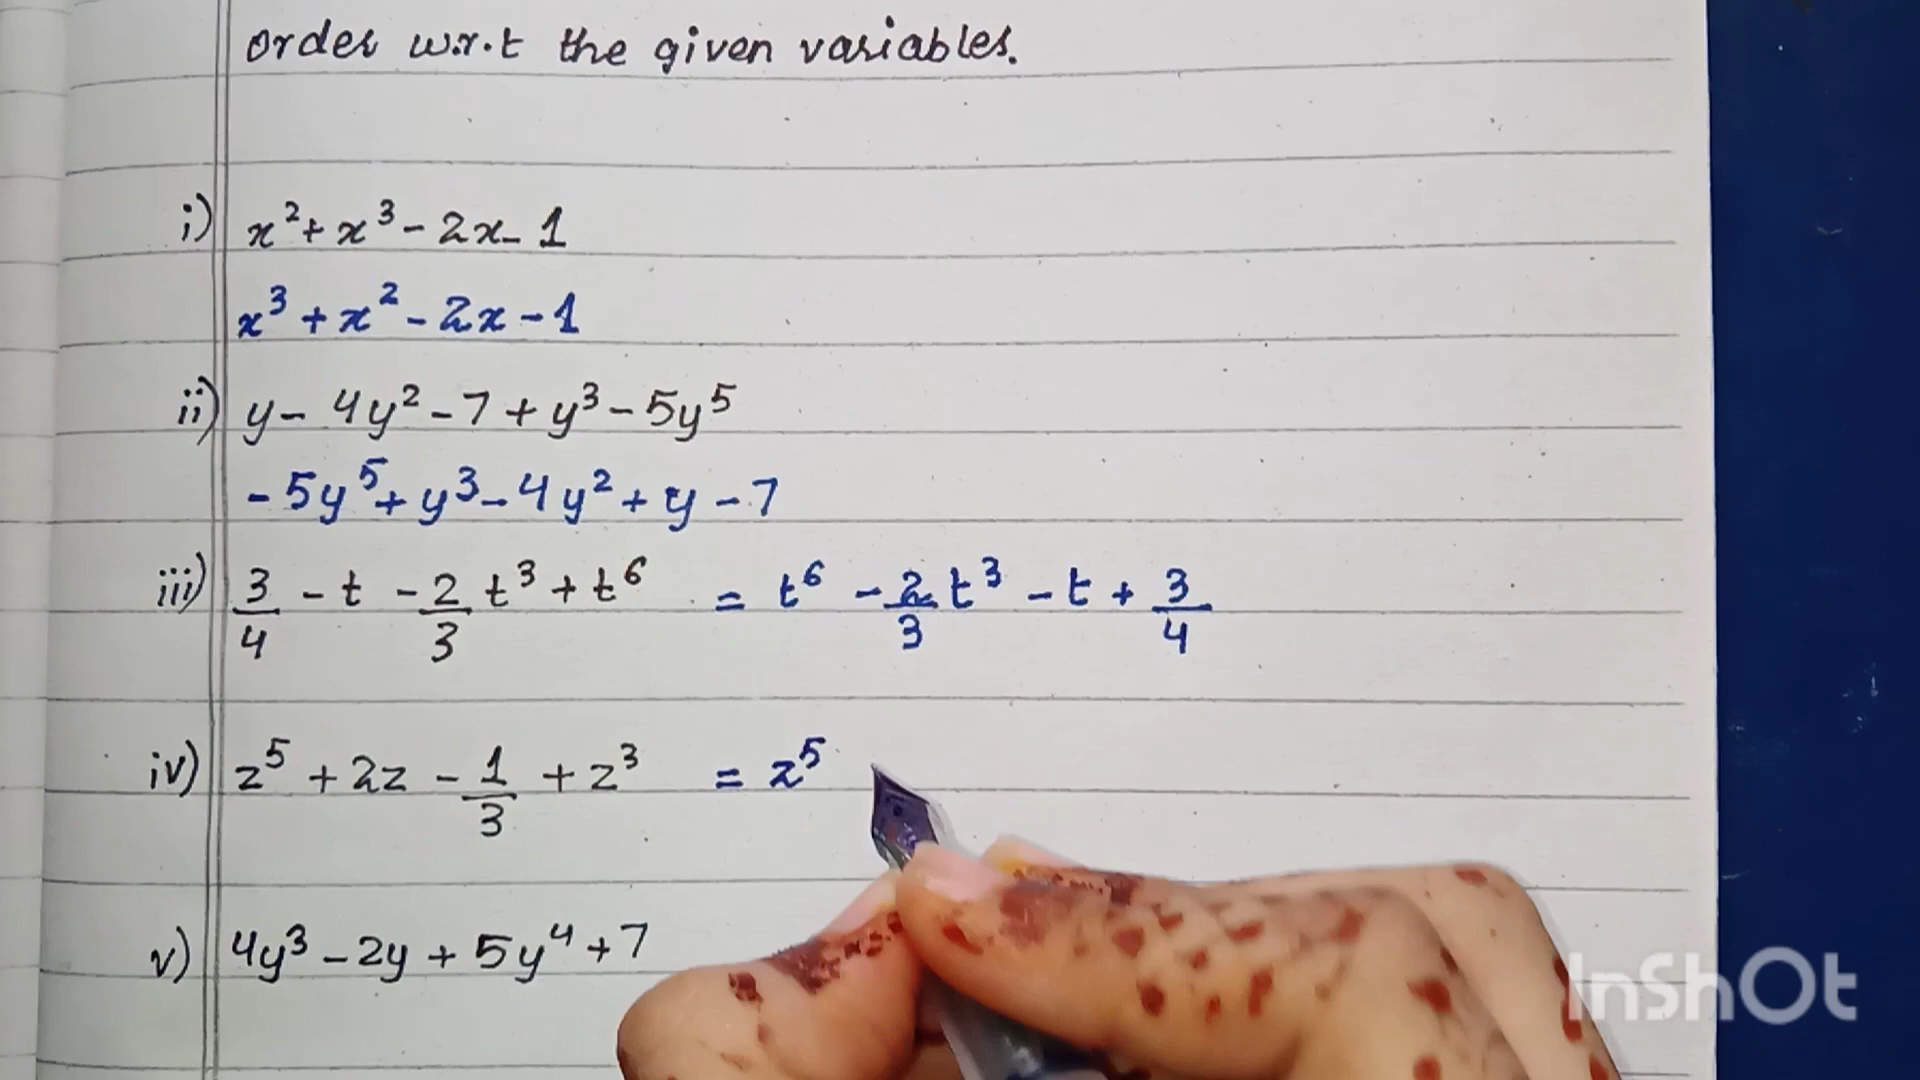 order w.r.t the given variables.
i) x² + x³ - 2x - 1
x³ + x² - 2x - 1
ii) y - 4y² - 7 + y³ - 5y⁵
- 5y⁵ + y³ - 4y² + y - 7
iii) 3/4 - t - 2/3 t³ + t⁶ = t⁶ - 2/3 t³ - t + 3/4
iv) z⁵ + 2z - 1/3 + z³ = z⁵
v) 4y³ - 2y + 5y⁴ + 7
InShOt